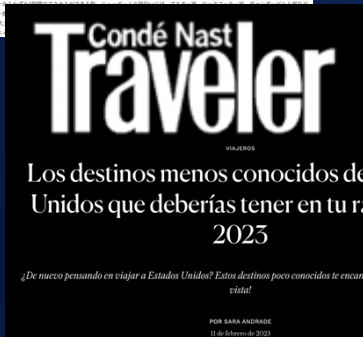 Condé Nast
Traveler
VIAJEROS
Los destinos menos conocidos de
Unidos que deberías tener en tu
2023
¿De nuevo pensando en viajar a Estados Unidos? Estos destinos poco conocidos te
vista!
POR SARA ANDRADE
11 de febrero de 2023